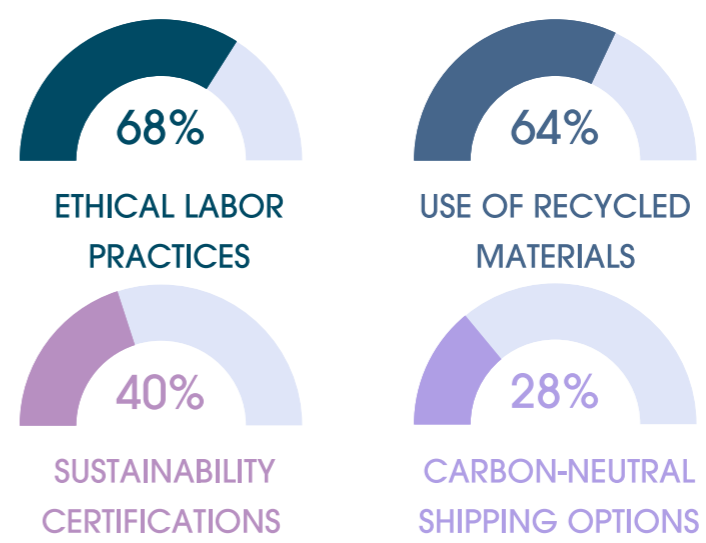 68%
ETHICAL LABOR
PRACTICES
64%
USE OF RECYCLED
MATERIALS
40%
SUSTAINABILITY
CERTIFICATIONS
28%
CARBON-NEUTRAL
SHIPPING OPTIONS